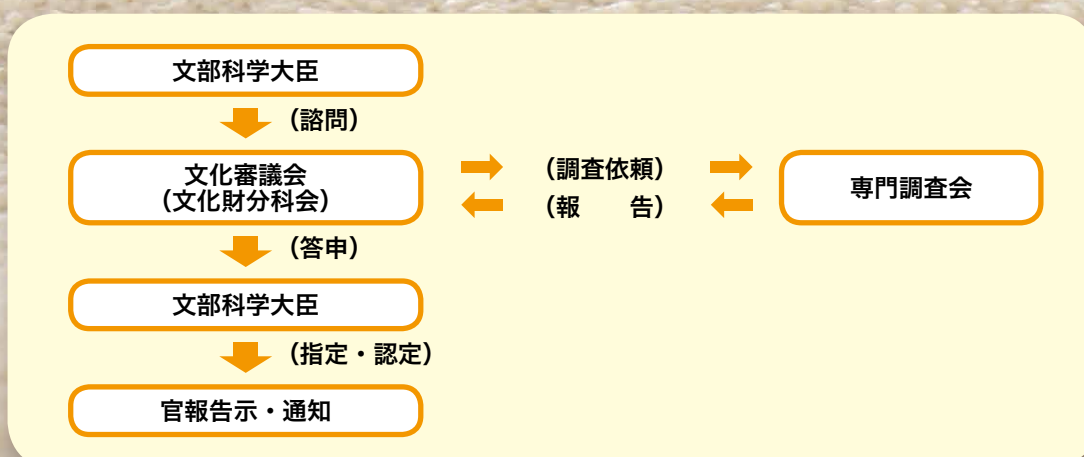 文部科学大臣
（諮問）
文化審議会
（文化財分科会）
（調査依頼）
（報　　告）
専門調査会
（答申）
文部科学大臣
（指定・認定）
官報告示・通知